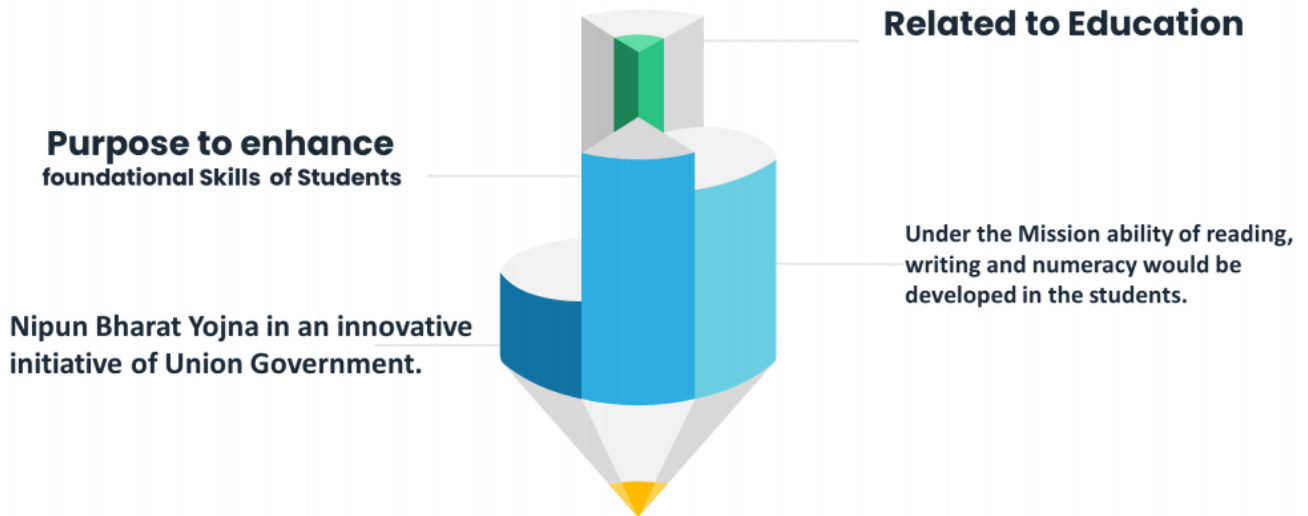 Related to Education
Purpose to enhance
foundational Skills of Students
Under the Mission ability of reading,
writing and numeracy would be
developed in the students.
Nipun Bharat Yojna in an innovative
initiative of Union Government.